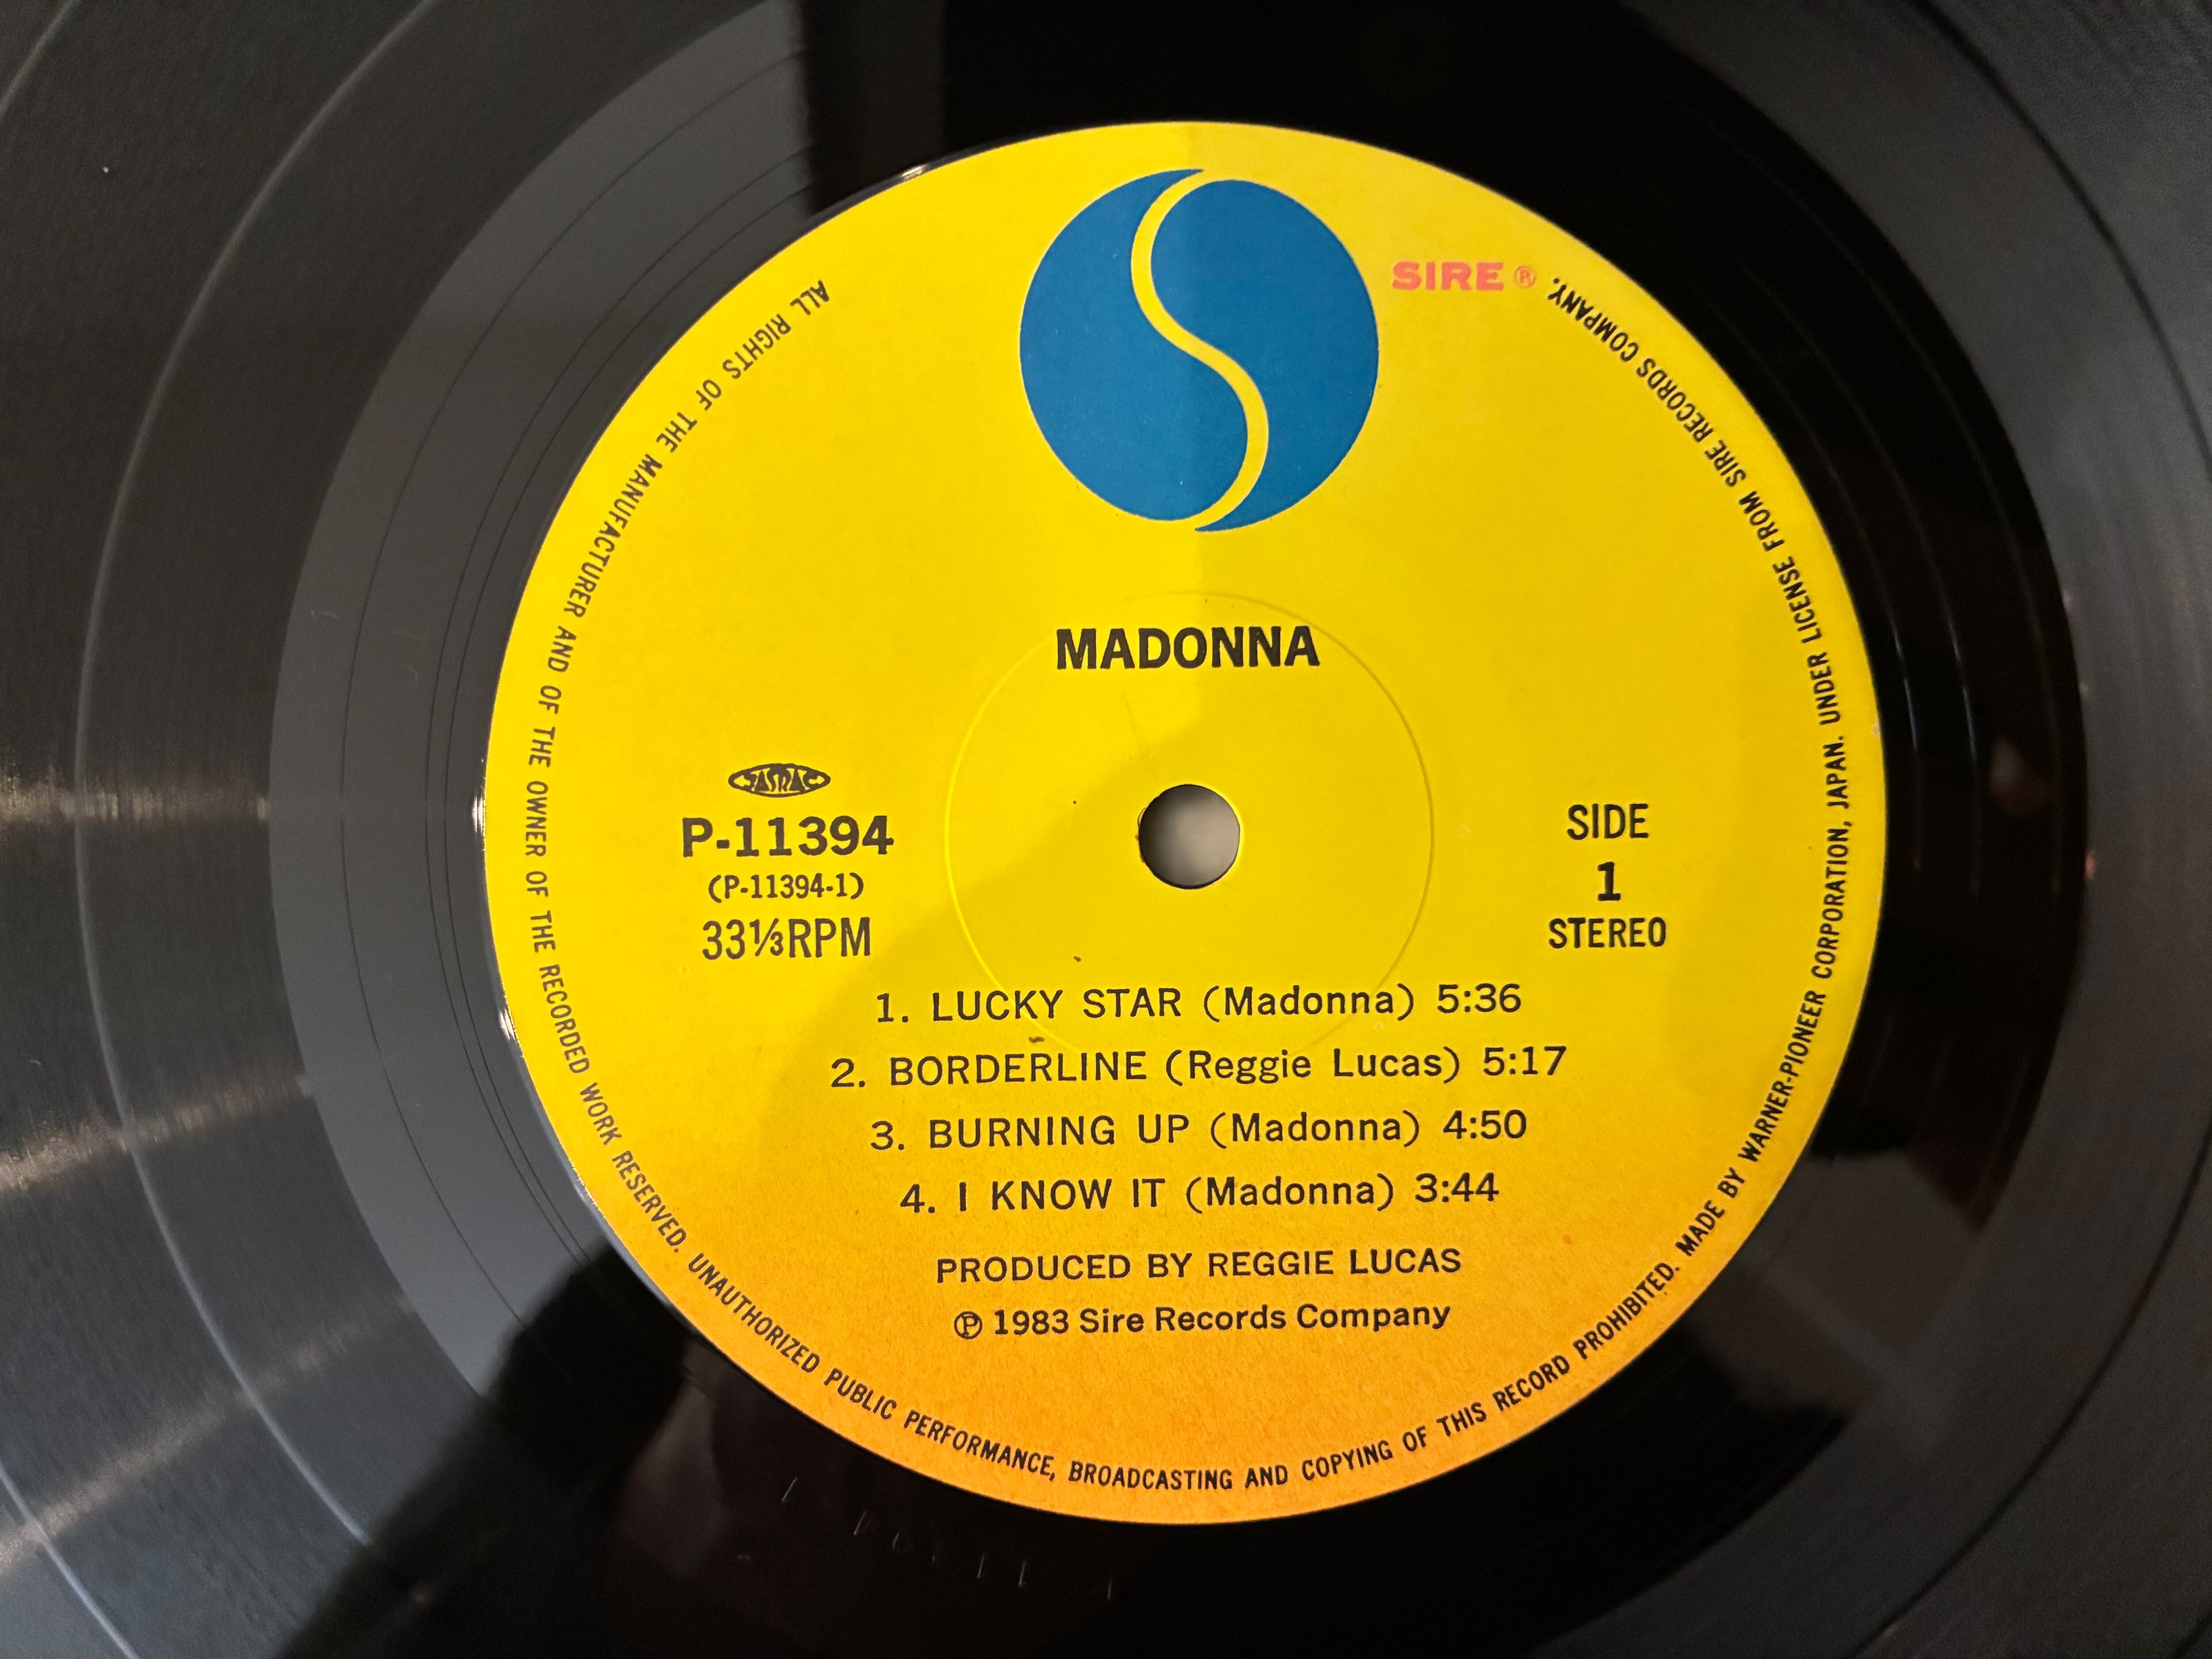 SIRE®
MADONNA
JASRAC
P-11394
(P-11394-1)
33⅓RPM
SIDE
1
STEREO
1. LUCKY STAR (Madonna) 5:36
2. BORDERLINE (Reggie Lucas) 5:17
3. BURNING UP (Madonna) 4:50
4. I KNOW IT (Madonna) 3:44
PRODUCED BY REGGIE LUCAS
℗ 1983 Sire Records Company
ALL RIGHTS OF THE MANUFACTURER AND OF THE OWNER OF THE RECORDED WORK RESERVED. UNAUTHORIZED PUBLIC PERFORMANCE, BROADCASTING AND COPYING OF THIS RECORD PROHIBITED. MADE BY WARNER-PIONEER CORPORATION, JAPAN. UNDER LICENSE FROM SIRE RECORDS COMPANY.